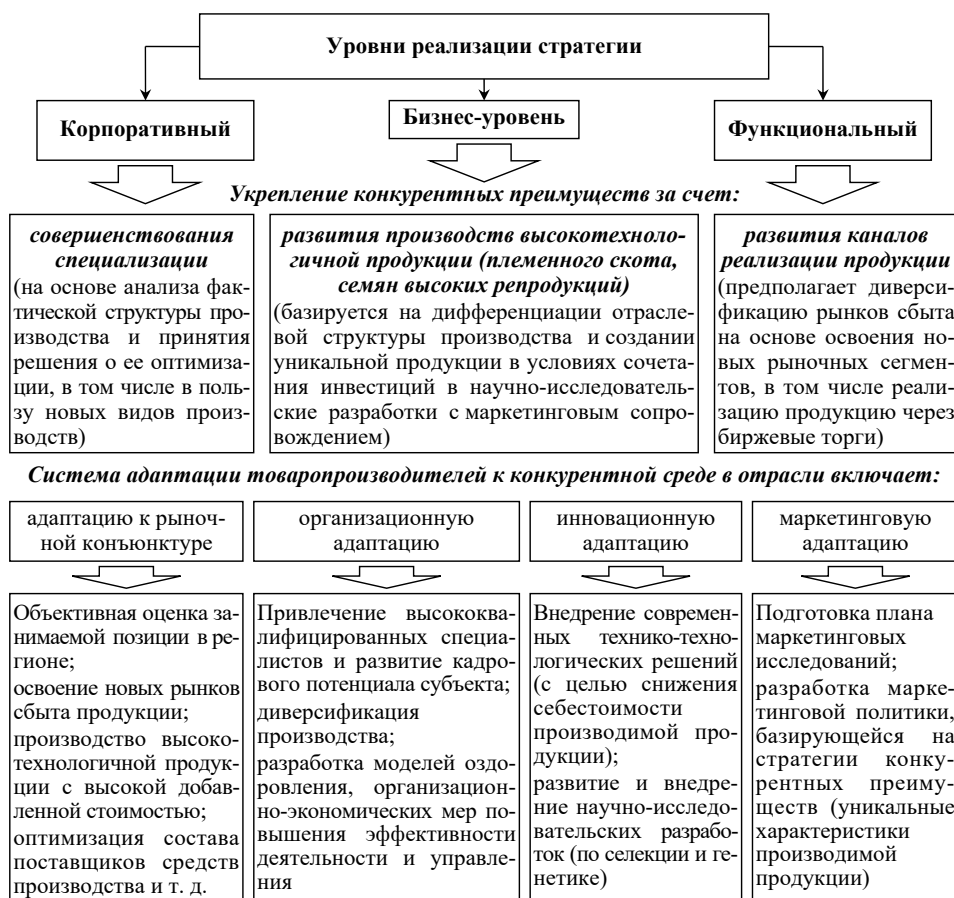 Уровни реализации стратегии
Корпоративный
Бизнес-уровень
Функциональный
Укрепление конкурентных преимуществ за счет:
совершенствования
специализации
(на основе анализа фак-
тической структуры про-
изводства и принятия
решения о ее оптимиза-
ции, в том числе в поль-
зу новых видов произ-
водств)
развития производств высокотехноло-
гичной продукции (племенного скота,
семян высоких репродукций)
(базируется на дифференциации отрасле-
вой структуры производства и создании
уникальной продукции в условиях сочета-
ния инвестиций в научно-исследователь-
ские разработки с маркетинговым сопро-
вождением)
развития каналов
реализации продукции
(предполагает диверси-
фикацию рынков сбыта
на основе освоения но-
вых рыночных сегмен-
тов, в том числе реали-
зацию продукцию через
биржевые торги)
Система адаптации товаропроизводителей к конкурентной среде в отрасли включает:
адаптацию к рыноч-
ной конъюнктуре
организационную
адаптацию
инновационную
адаптацию
маркетинговую
адаптацию
Объективная оценка за-
нимаемой позиции в ре-
гионе;
освоение новых рынков
сбыта продукции;
производство высоко-
технологичной продук-
ции с высокой добав-
ленной стоимостью;
оптимизация состава
поставщиков средств
производства и т. д.
Привлечение высококва-
лифицированных специа-
листов и развитие кадро-
вого потенциала субъекта;
диверсификация
производства;
разработка моделей оздо-
ровления, организацион-
но-экономических мер по-
вышения эффективности
деятельности и управле-
ния
Внедрение современ-
ных технико-техно-
логических решений
(с целью снижения
себестоимости
производимой про-
дукции);
развитие и внед-
рение научно-исслед-
овательских разрабо-
ток (по селекции и ге-
нетике)
Подготовка плана
маркетинговых
исследований;
разработка марке-
тинговой политики,
базирующейся на
стратегии конку-
рентных преиму-
ществ (уникальные
характеристики
производимой
продукции)